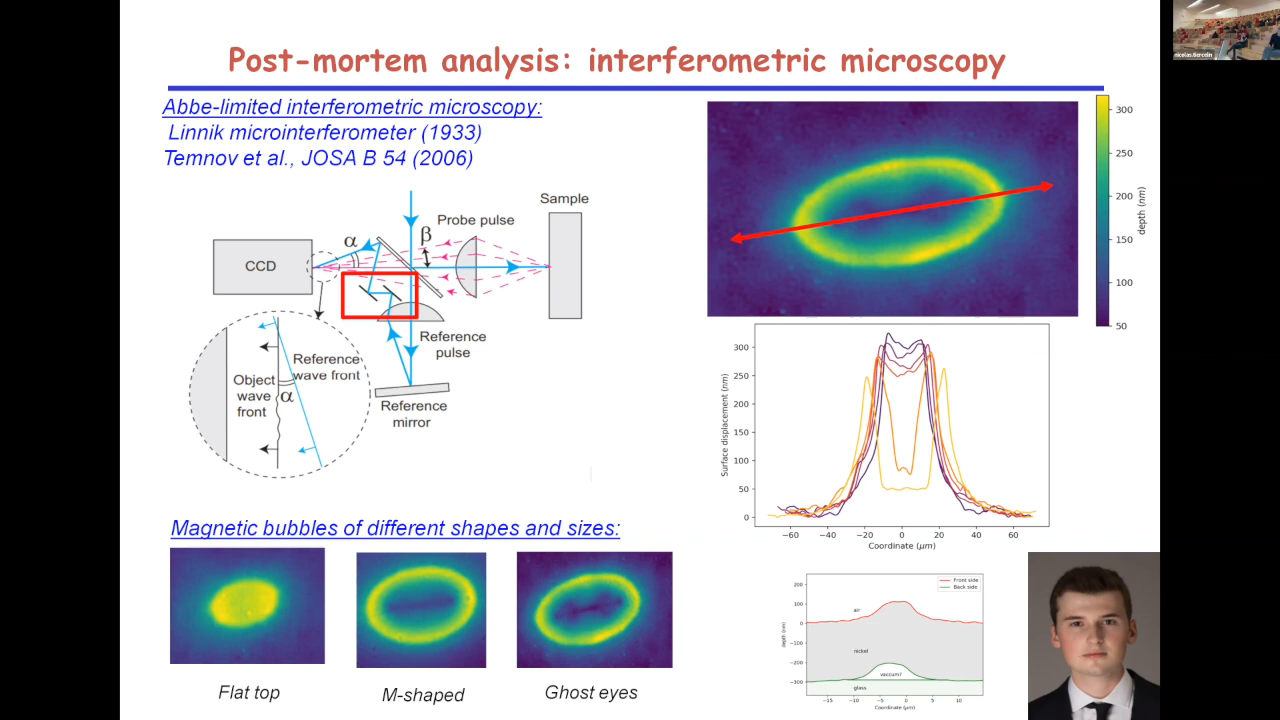 Post-mortem analysis: interferometric microscopy
nicolas.Bercelin
Abbe-limited interferometric microscopy:
Linnik microinterferometer (1933)
Temnov et al., JOSA B 54 (2006)
Sample
Probe pulse
α
β
CCD
Reference
pulse
Reference
wave front
Object
wave
front
α
Reference
mirror
300
250
200
150
100
50
depth (nm)
300
250
200
150
100
50
0
Surface displacement (nm)
−60
−40
−20
0
20
40
60
Coordinate (μm)
Magnetic bubbles of different shapes and sizes:
Flat top
M-shaped
Ghost eyes
Front side
Back side
200
100
0
−100
−200
−300
depth (nm)
air
nickel
vaccum?
glass
−15
−10
−5
0
5
10
Coordinate (μm)